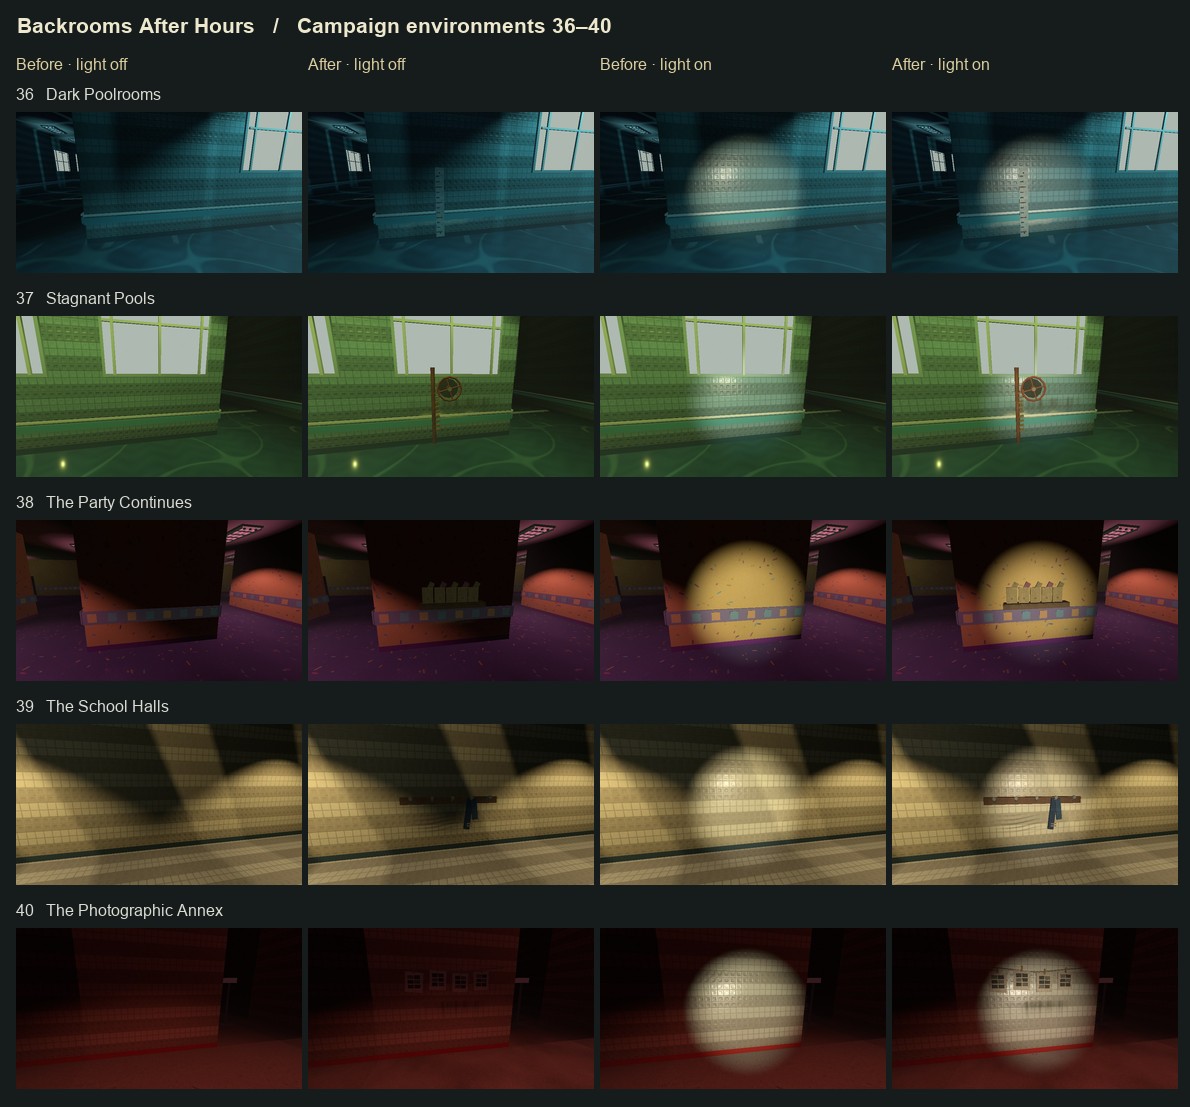 Backrooms After Hours / Campaign environments 36–40
Before · light off After · light off Before · light on After · light on
36 Dark Poolrooms
37 Stagnant Pools
38 The Party Continues
39 The School Halls
40 The Photographic Annex